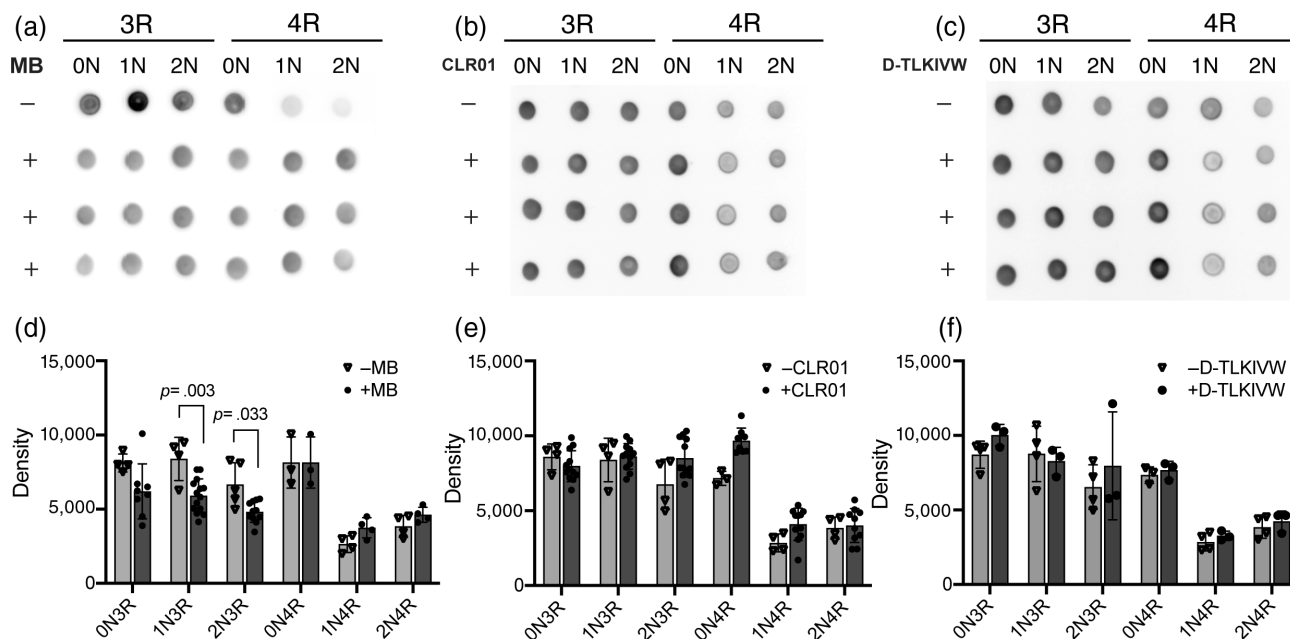 (a) 3R 4R
MB 0N 1N 2N 0N 1N 2N
–
+
+
+
(b) 3R 4R
CLR01 0N 1N 2N 0N 1N 2N
–
+
+
+
(c) 3R 4R
D-TLKIVW 0N 1N 2N 0N 1N 2N
–
+
+
+
(d)
15,000
10,000
5,000
0
Density
p= .003
p= .033
–MB
+MB
0N3R 1N3R 2N3R 0N4R 1N4R 2N4R
(e)
15,000
10,000
5,000
0
Density
–CLR01
+CLR01
0N3R 1N3R 2N3R 0N4R 1N4R 2N4R
(f)
15,000
10,000
5,000
0
Density
–D-TLKIVW
+D-TLKIVW
0N3R 1N3R 2N3R 0N4R 1N4R 2N4R